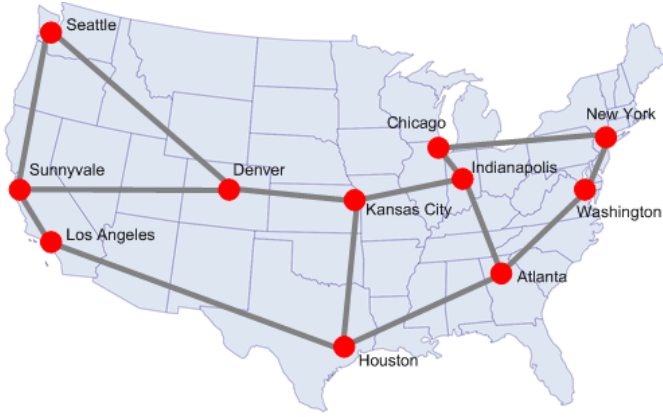 Seattle
New York
Chicago
Sunnyvale
Denver
Indianapolis
Kansas City
Washington
Los Angeles
Atlanta
Houston